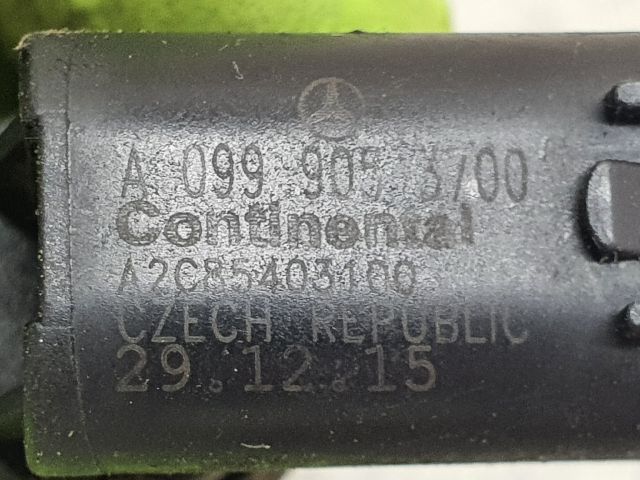 A 099 905 3700
Continental
A2C85403100
CZECH REPUBLIC
29.12.15